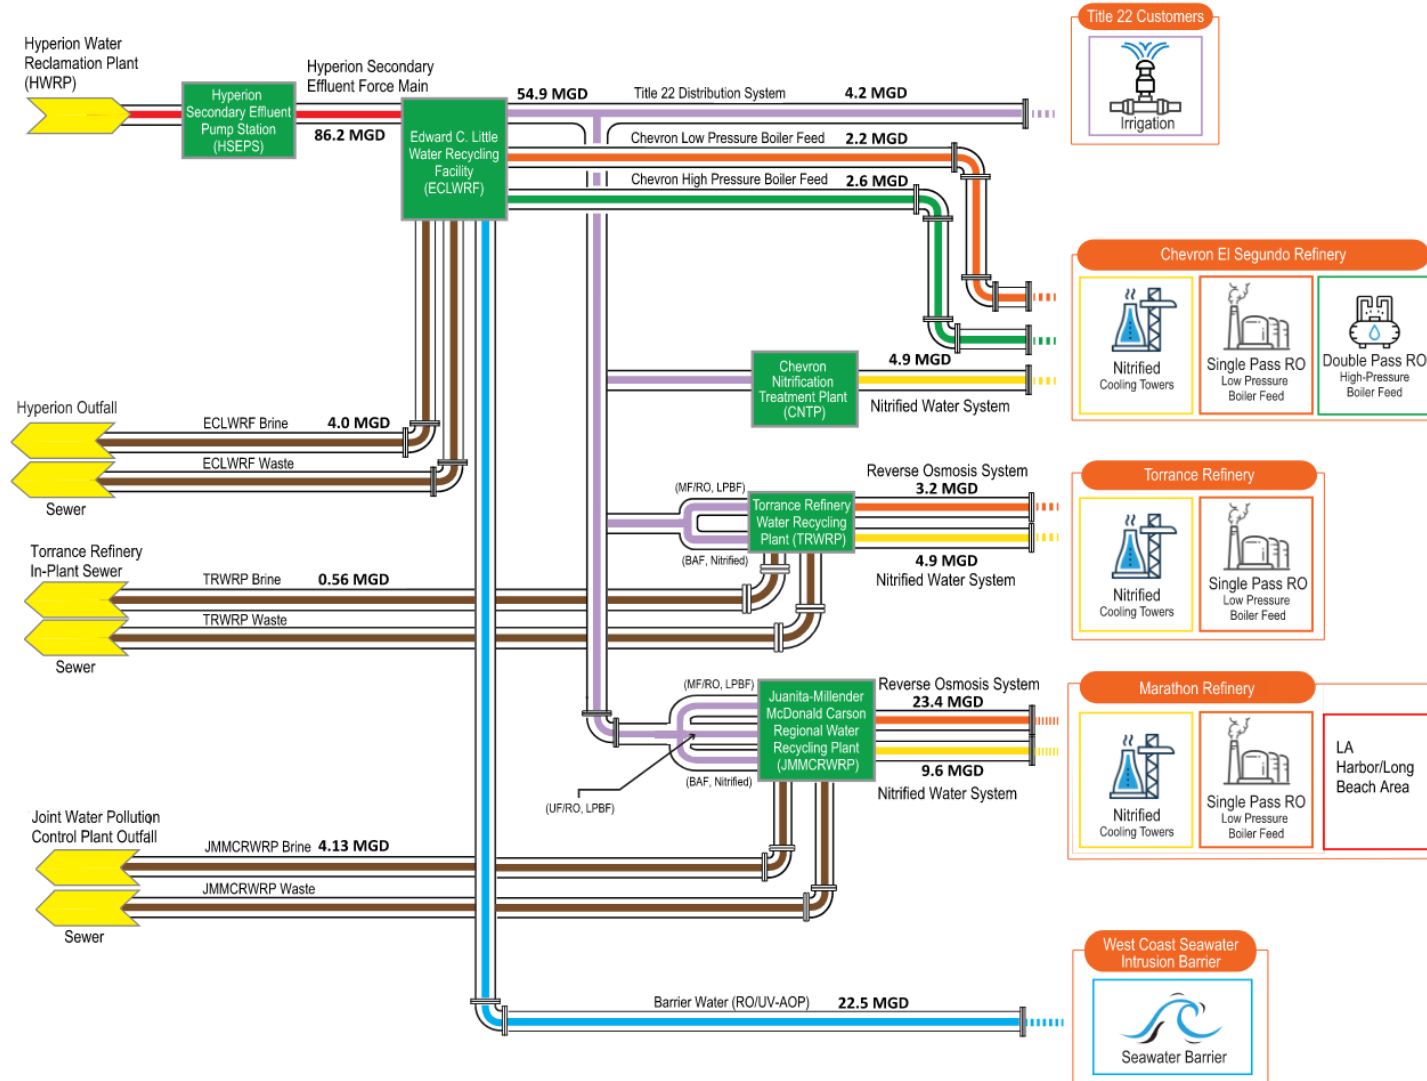 Title 22 Customers
Irrigation
Hyperion Water
Reclamation Plant
(HWRP)
Hyperion
Secondary Effluent
Pump Station
(HSEPS)
Hyperion Secondary
Effluent Force Main
86.2 MGD
Edward C. Little
Water Recycling
Facility
(ECLWRF)
54.9 MGD
Title 22 Distribution System
4.2 MGD
Chevron Low Pressure Boiler Feed
2.2 MGD
Chevron High Pressure Boiler Feed
2.6 MGD
Chevron El Segundo Refinery
Nitrified
Cooling Towers
Single Pass RO
Low Pressure
Boiler Feed
Double Pass RO
High-Pressure
Boiler Feed
Chevron
Nitrification
Treatment Plant
(CNTP)
4.9 MGD
Nitrified Water System
Hyperion Outfall
ECLWRF Brine
4.0 MGD
ECLWRF Waste
Sewer
(MF/RO, LPBF)
(BAF, Nitrified)
Torrance Refinery
Water Recycling
Plant (TRWRP)
Reverse Osmosis System
3.2 MGD
4.9 MGD
Nitrified Water System
Torrance Refinery
Nitrified
Cooling Towers
Single Pass RO
Low Pressure
Boiler Feed
Torrance Refinery
In-Plant Sewer
TRWRP Brine
0.56 MGD
TRWRP Waste
Sewer
(MF/RO, LPBF)
(BAF, Nitrified)
(UF/RO, LPBF)
Juanita-Millender
McDonald Carson
Regional Water
Recycling Plant
(JMMCRWRP)
Reverse Osmosis System
23.4 MGD
9.6 MGD
Nitrified Water System
Marathon Refinery
Nitrified
Cooling Towers
Single Pass RO
Low Pressure
Boiler Feed
LA
Harbor/Long
Beach Area
Joint Water Pollution
Control Plant Outfall
JMMCRWRP Brine
4.13 MGD
JMMCRWRP Waste
Sewer
Barrier Water (RO/UV-AOP)
22.5 MGD
West Coast Seawater
Intrusion Barrier
Seawater Barrier